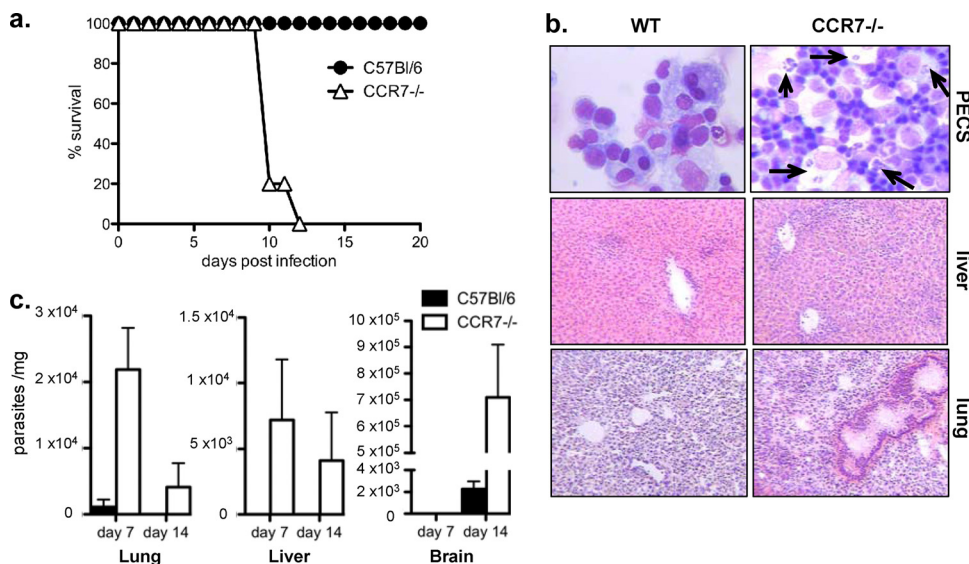 a.
100
80
60
40
20
0
% survival
0 5 10 15 20
days post infection
C57Bl/6
CCR7-/-
b.
WT CCR7-/-
PECS
liver
lung
c.
C57Bl/6
CCR7-/-
parasites /mg
3 x10⁴
2 x10⁴
1 x10⁴
0
day 7 day 14
Lung
1.5 x10⁴
1 x10⁴
5 x10³
0
day 7 day 14
Liver
10 x10⁵
9 x10⁵
8 x10⁵
7 x10⁵
6 x10⁵
5 x10⁵
4 x10³
2 x10³
0
day 7 day 14
Brain